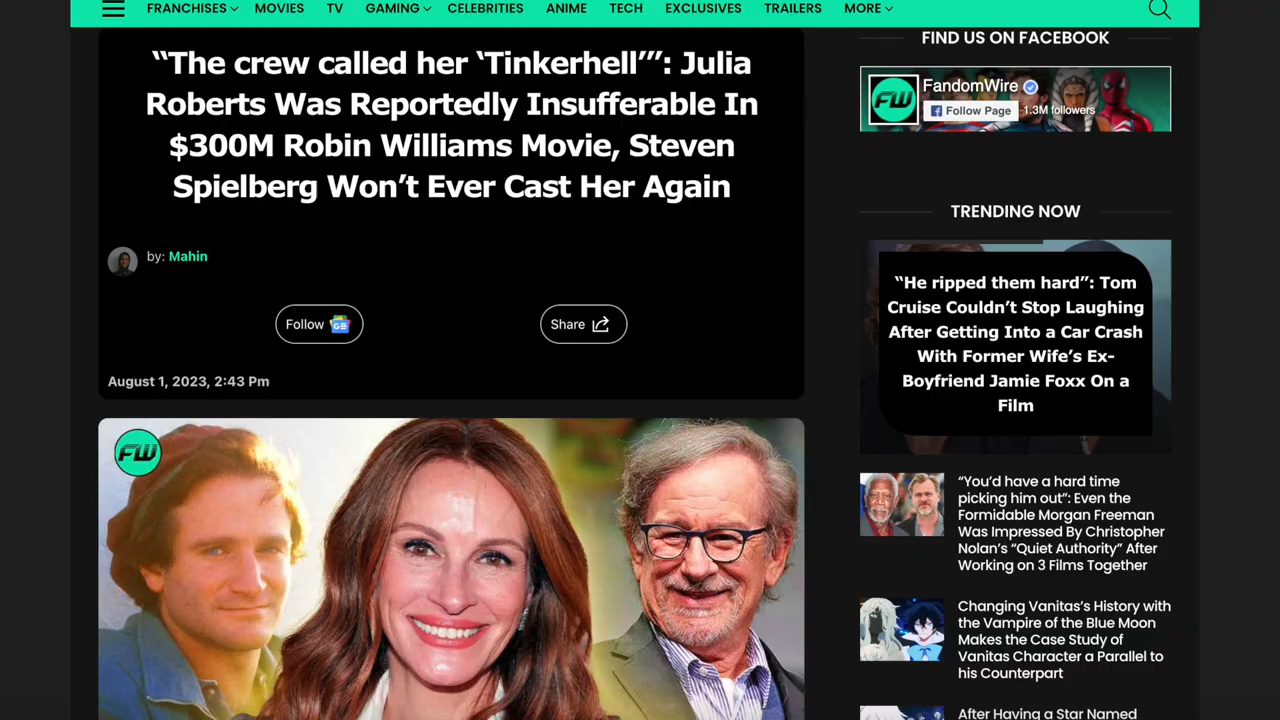 FRANCHISES MOVIES TV GAMING CELEBRITIES ANIME TECH EXCLUSIVES TRAILERS MORE
“The crew called her ‘Tinkerhell’”: Julia
Roberts Was Reportedly Insufferable In
$300M Robin Williams Movie, Steven
Spielberg Won’t Ever Cast Her Again
by: Mahin
Follow
Share
August 1, 2023, 2:43 Pm
FW
FIND US ON FACEBOOK
FW
FandomWire
Follow Page
1.3M followers
TRENDING NOW
“He ripped them hard”: Tom
Cruise Couldn’t Stop Laughing
After Getting Into a Car Crash
With Former Wife’s Ex-
Boyfriend Jamie Foxx On a
Film
“You’d have a hard time
picking him out”: Even the
Formidable Morgan Freeman
Was Impressed By Christopher
Nolan’s “Quiet Authority” After
Working on 3 Films Together
Changing Vanitas’s History with
the Vampire of the Blue Moon
Makes the Case Study of
Vanitas Character a Parallel to
his Counterpart
After Having a Star Named